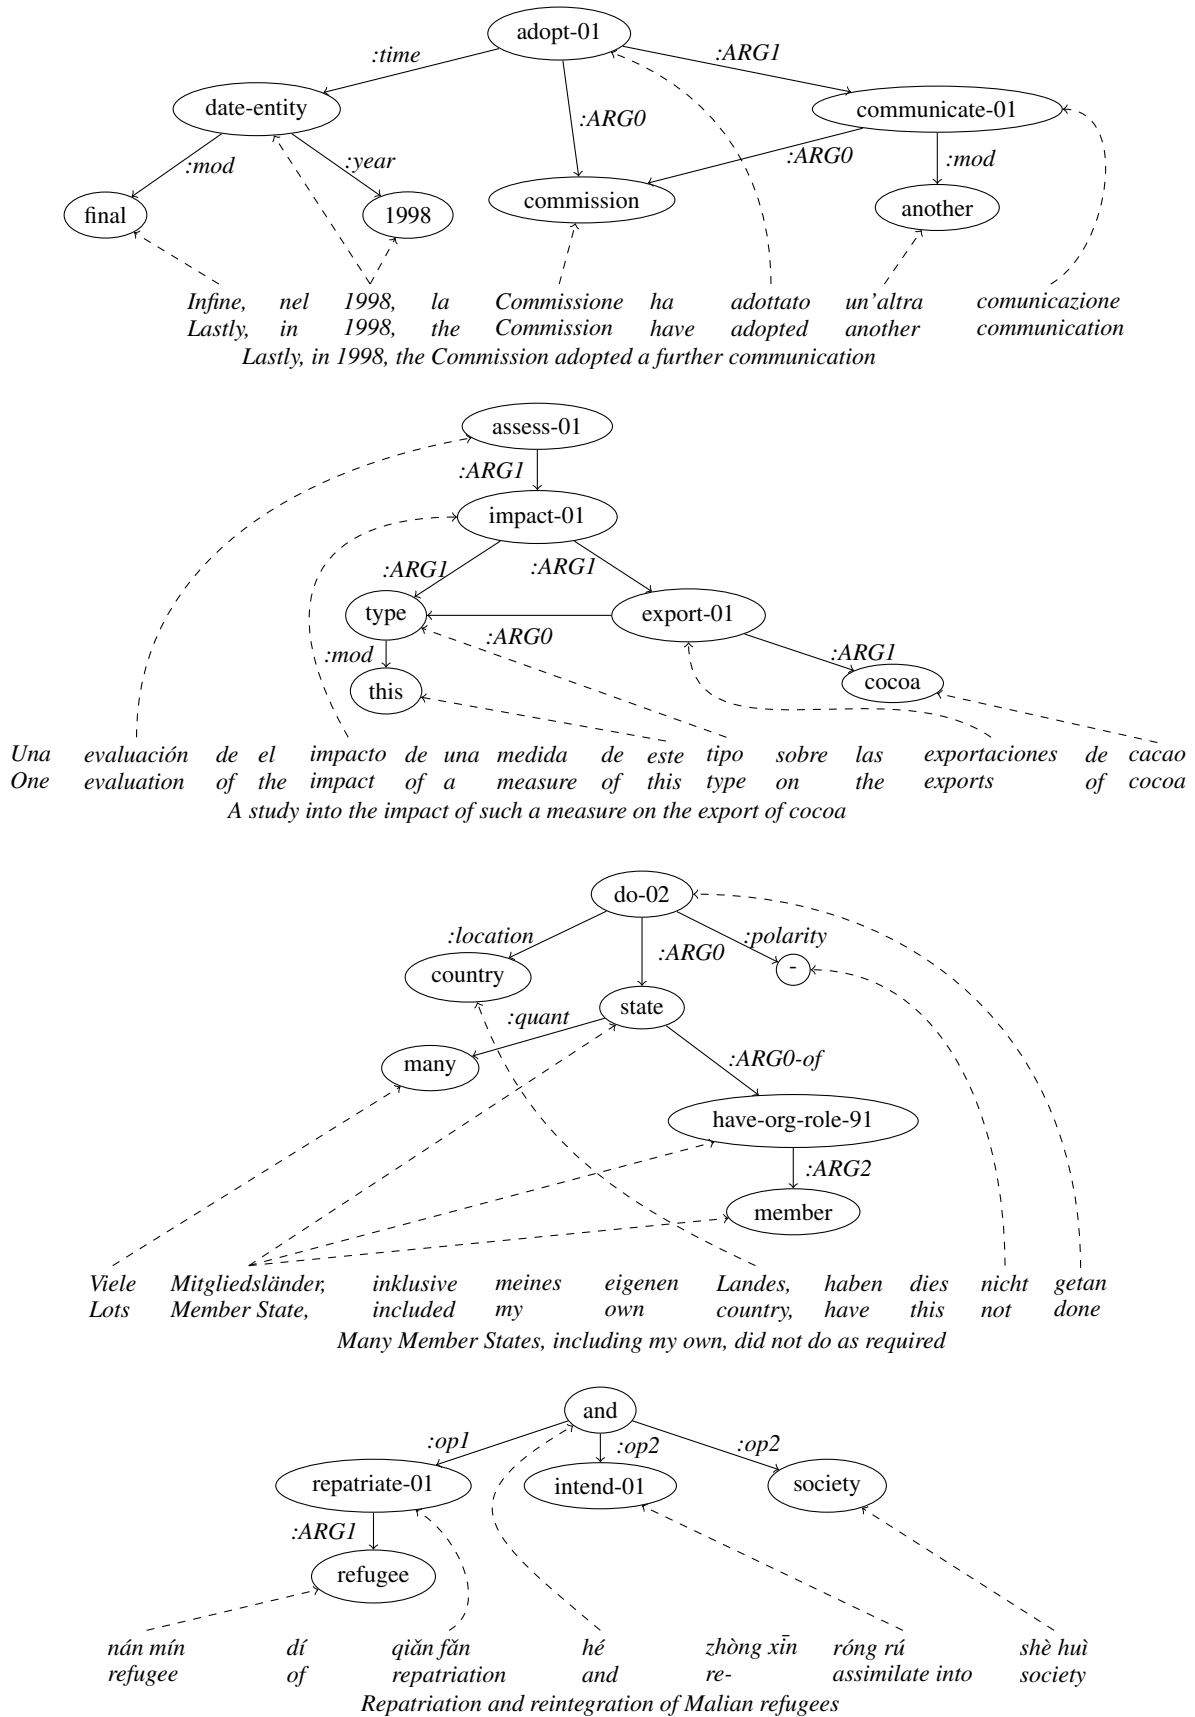 adopt-01
:time
:ARG1
date-entity
communicate-01
:ARG0
:mod
:year
:ARG0
:mod
final
1998
commission
another
Infine, nel 1998, la Commissione ha adottato un'altra comunicazione
Lastly, in 1998, the Commission have adopted another communication
Lastly, in 1998, the Commission adopted a further communication
assess-01
:ARG1
impact-01
:ARG1
:ARG1
type
export-01
:ARG0
:mod
:ARG1
this
cocoa
Una evaluación de el impacto de una medida de este tipo sobre las exportaciones de cacao
One evaluation of the impact of a measure of this type on the exports of cocoa
A study into the impact of such a measure on the export of cocoa
do-02
:location
:ARG0
:polarity
country
-
state
:quant
many
:ARG0-of
have-org-role-91
:ARG2
member
Viele Mitgliedsländer, inklusive meines eigenen Landes, haben dies nicht getan
Lots Member State, included my own country, have this not done
Many Member States, including my own, did not do as required
and
:op1
:op2
:op2
repatriate-01
intend-01
society
:ARG1
refugee
nán mín dí qiǎn fǎn hé zhòng xīn róng rú shè huì
refugee of repatriation and re- assimilate into society
Repatriation and reintegration of Malian refugees